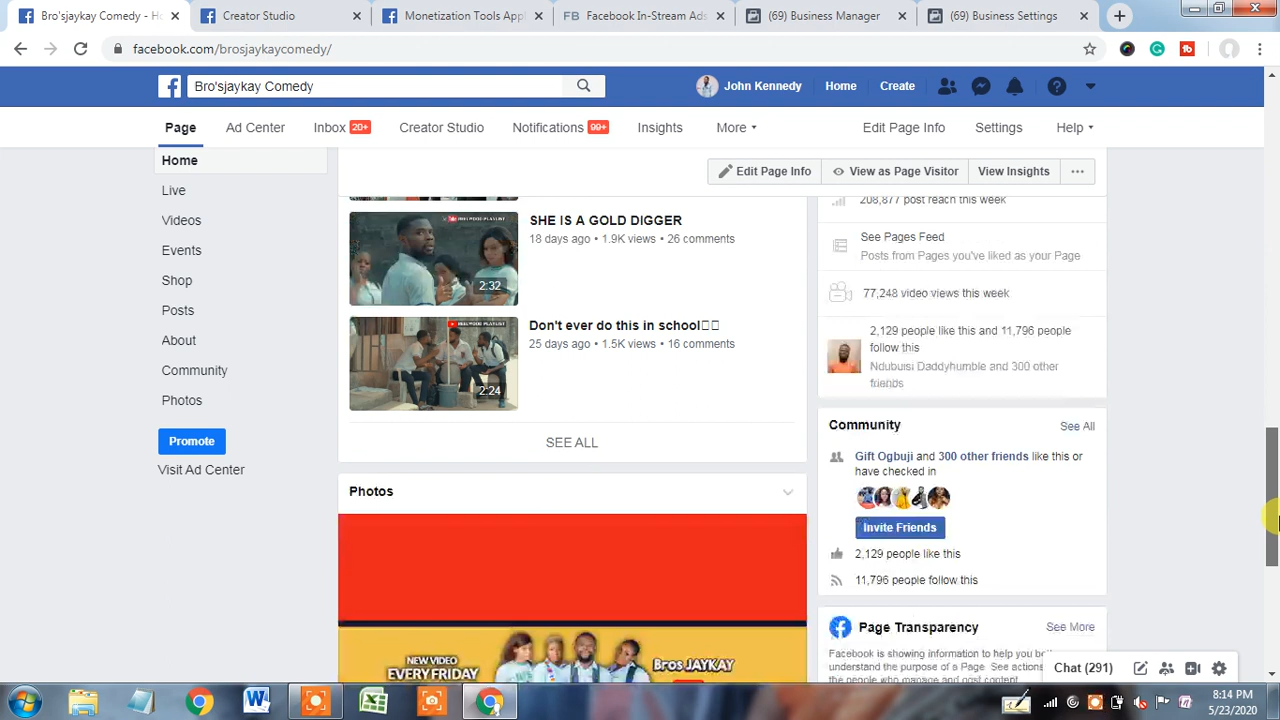 Bro'sjaykay Comedy - Ho
Creator Studio
Monetization Tools Appl
FB Facebook In-Stream Ads
(69) Business Manager
(69) Business Settings
facebook.com/brosjaykaycomedy/
Bro'sjaykay Comedy
John Kennedy
Home
Create
Page
Ad Center
Inbox 20+
Creator Studio
Notifications 99+
Insights
More
Edit Page Info
Settings
Help
Home
Live
Videos
Events
Shop
Posts
About
Community
Photos
Promote
Visit Ad Center
Edit Page Info
View as Page Visitor
View Insights
SHE IS A GOLD DIGGER
18 days ago • 1.9K views • 26 comments
2:32
Don't ever do this in school
25 days ago • 1.5K views • 16 comments
2:24
SEE ALL
Photos
NEW VIDEO
EVERY FRIDAY
Bros JAYKAY
208,877 post reach this week
See Pages Feed
Posts from Pages you've liked as your Page
77,248 video views this week
2,129 people like this and 11,796 people
follow this
Ndubuisi Daddyhumble and 300 other
friends
Community
See All
Gift Ogbuji and 300 other friends like this or
have checked in
Invite Friends
2,129 people like this
11,796 people follow this
Page Transparency
See More
Facebook is showing information to help you
understand the purpose of a Page. See actions
the people who manage and post content.
Chat (291)
8:14 PM
5/23/2020